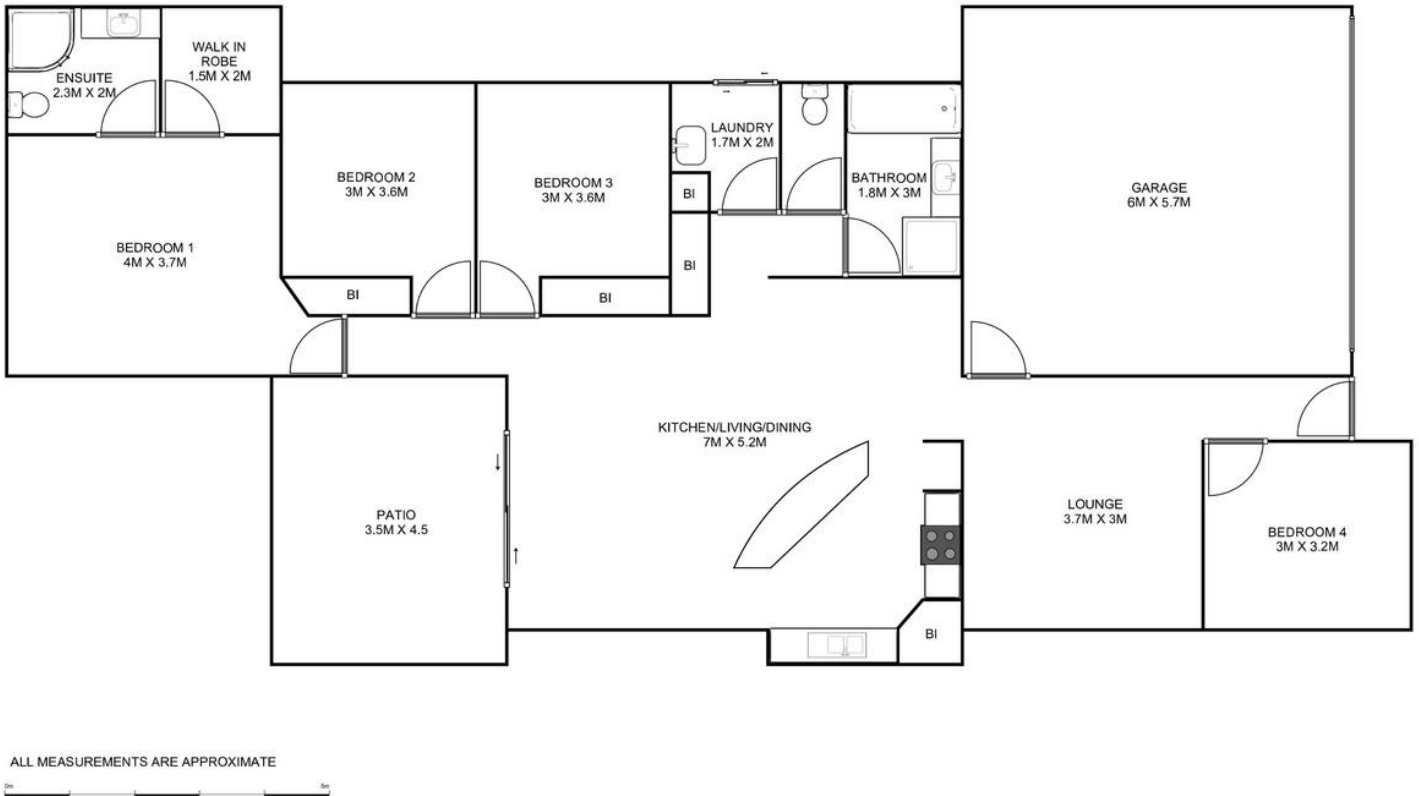 WALK IN
ROBE
1.5M X 2M
ENSUITE
2.3M X 2M
LAUNDRY
1.7M X 2M
BEDROOM 2
3M X 3.6M
BEDROOM 3
3M X 3.6M
BATHROOM
1.8M X 3M
GARAGE
6M X 5.7M
BI
BEDROOM 1
4M X 3.7M
BI
BI
BI
KITCHEN/LIVING/DINING
7M X 5.2M
PATIO
3.5M X 4.5
LOUNGE
3.7M X 3M
BEDROOM 4
3M X 3.2M
BI
ALL MEASUREMENTS ARE APPROXIMATE
0m
5m